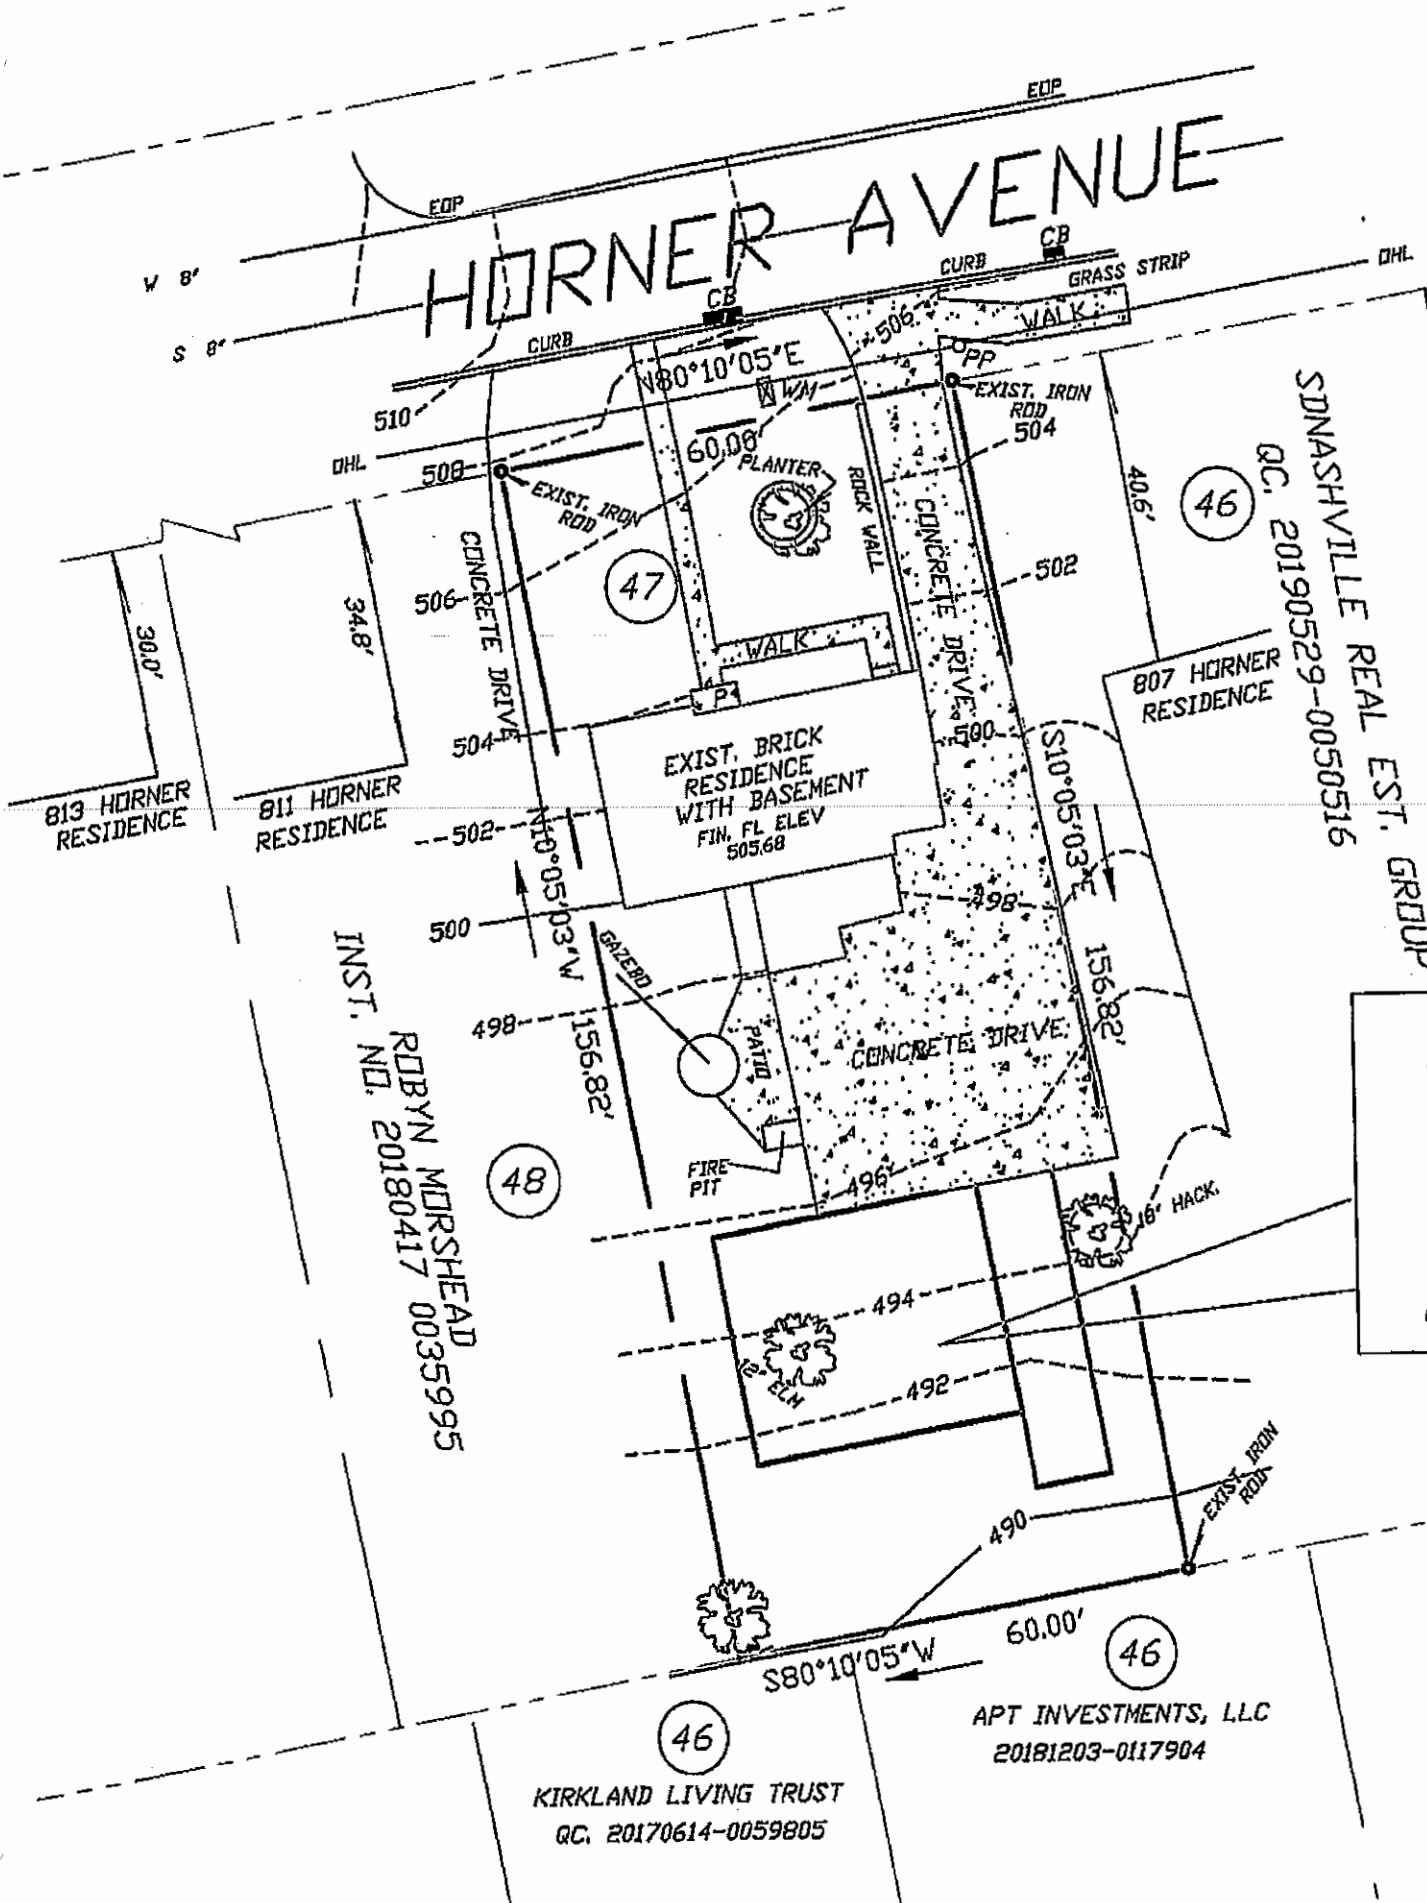 EOP
EOP
HORNER AVENUE
W 8"
S 8"
CB
CB
CURB
CURB
GRASS STRIP
WALK
OHL
OHL
506
PP
N80°10'05"E
WM
60.00'
EXIST. IRON
ROD
510
508
504
EXIST. IRON
ROD
PLANTER
ROCK WALL
CONCRETE DRIVE
CONCRETE DRIVE
40.6'
46
SDNASHVILLE REAL EST. GROUP
QC. 20190529-0050516
47
506
502
34.8'
30.0'
WALK
P
807 HORNER
RESIDENCE
504
500
EXIST. BRICK
RESIDENCE
WITH BASEMENT
FIN. FL ELEV
505.68
S10°05'03"E
156.82'
813 HORNER
RESIDENCE
811 HORNER
RESIDENCE
502
N10°05'03"W
156.82'
500
498
GAZEBO
498
PATIO
CONCRETE DRIVE
ROBYN MORSHEAD
INST. NO. 20180417 0035995
48
FIRE
PIT
496
18" HACK.
494
12" ELM
492
490
EXIST. IRON
ROD
60.00'
S80°10'05"W
46
APT INVESTMENTS, LLC
20181203-0117904
46
KIRKLAND LIVING TRUST
QC. 20170614-0059805